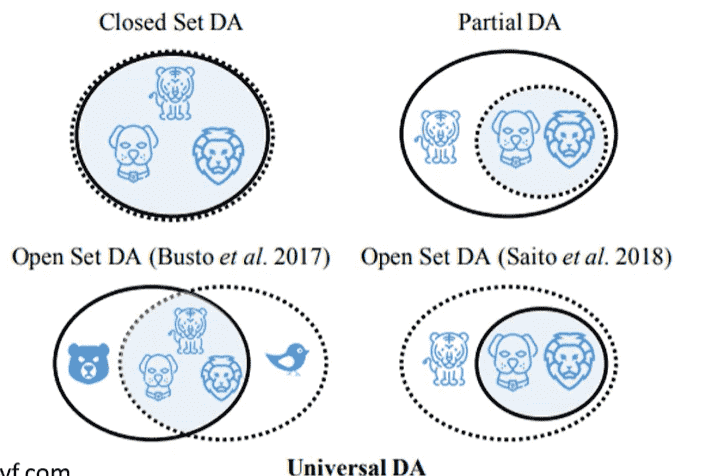 Closed Set DA
Partial DA
Open Set DA (Busto et al. 2017)
Open Set DA (Saito et al. 2018)
vf.com
Universal DA